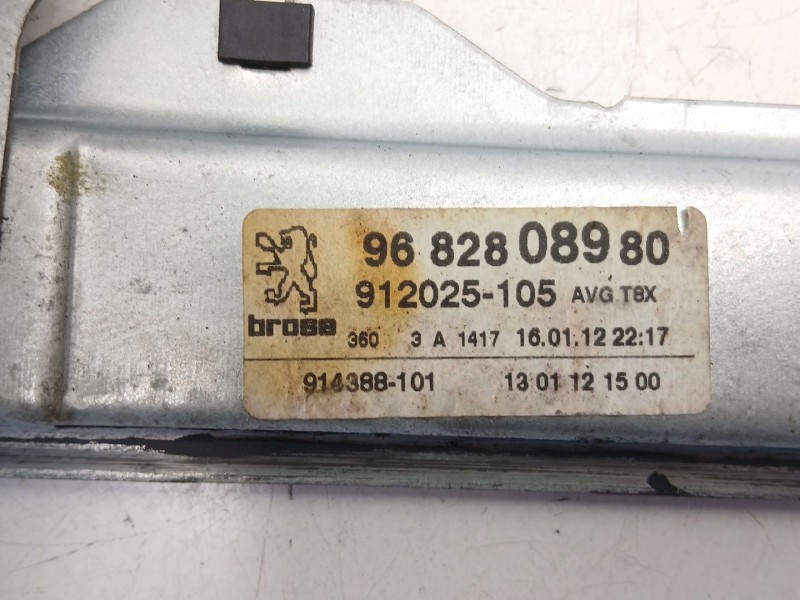 96 828 089 80
912025-105 AVG T8X
brose
360 3 A 1417 16.01.12 22:17
914388-101 13 01 12 15 00